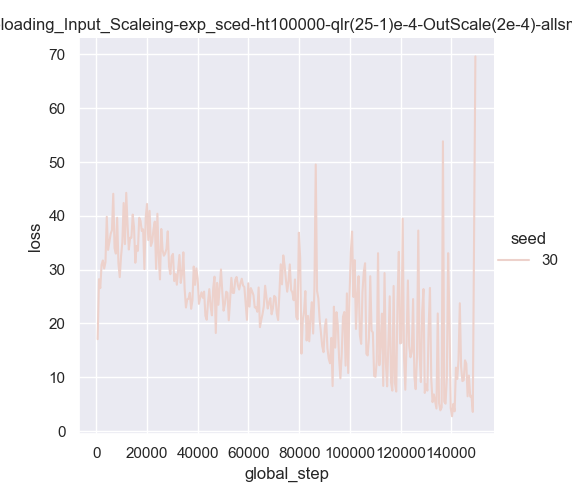 loading_Input_Scaleing-exp_sced-ht100000-qlr(25-1)e-4-OutScale(2e-4)-allsn
70
60
50
40
30
20
10
0
loss
0 20000 40000 60000 80000 100000 120000 140000
global_step
seed
30